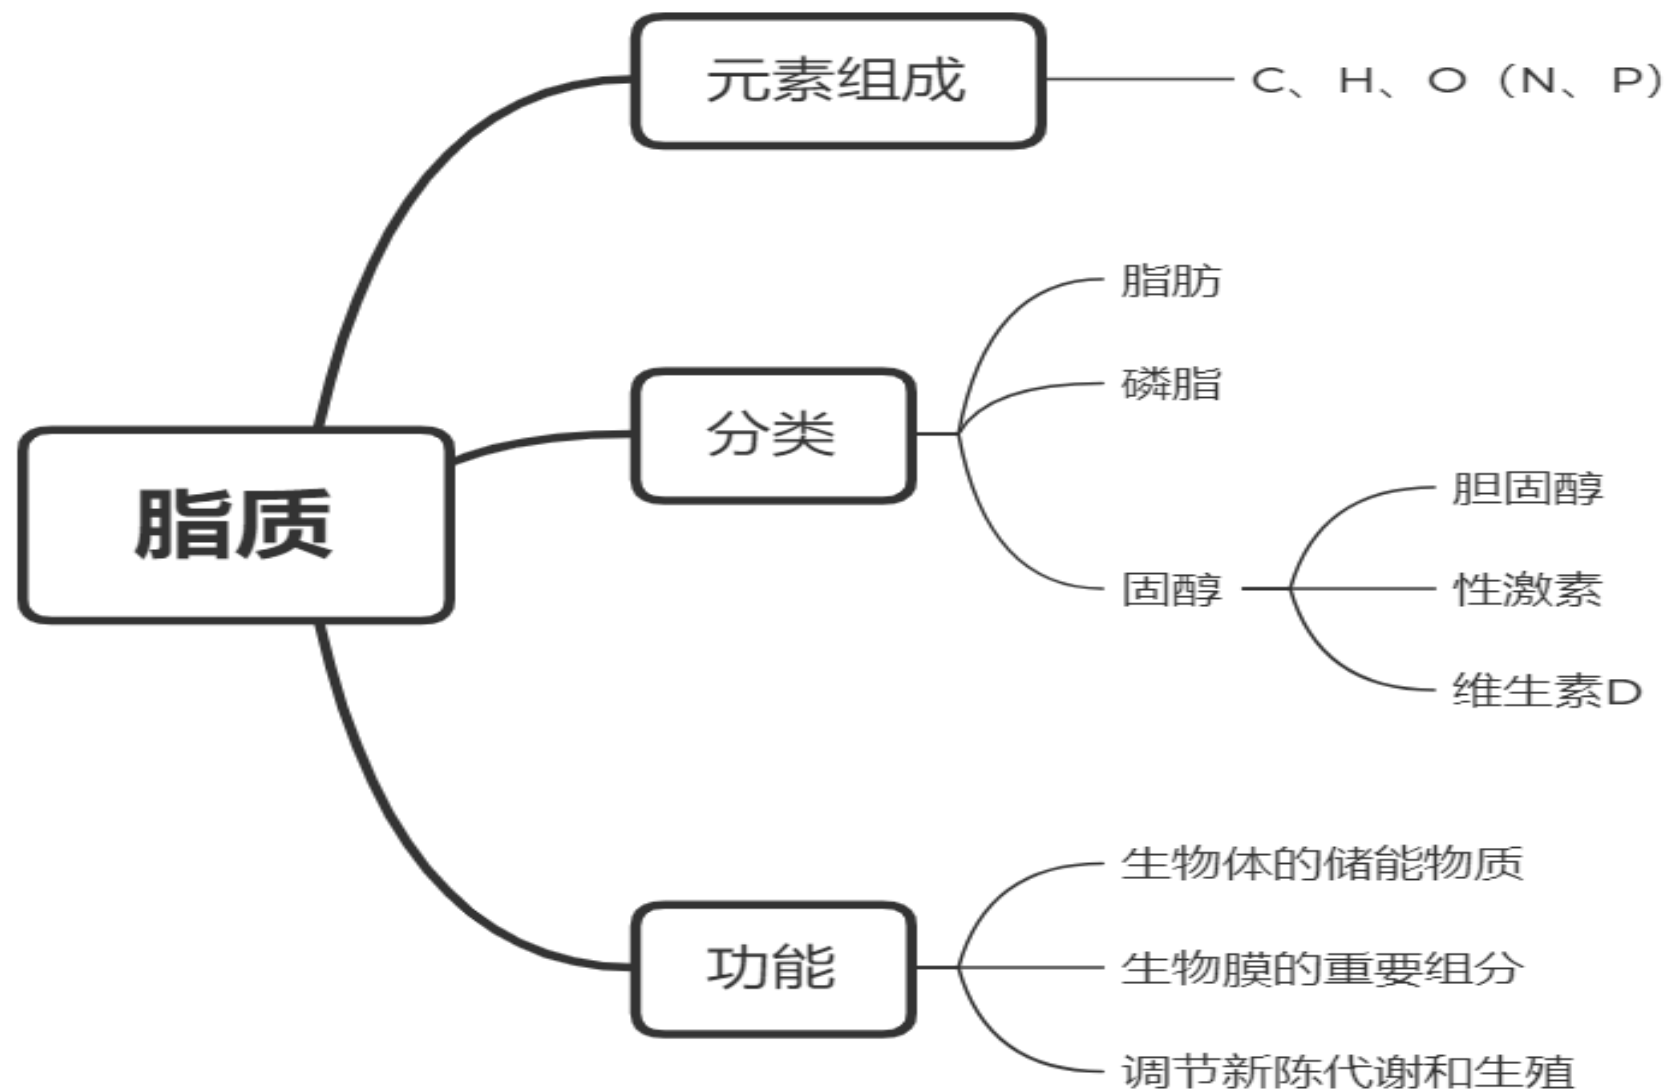 元素组成
C、H、O（N、P）
脂质
分类
脂肪
磷脂
固醇
胆固醇
性激素
维生素D
功能
生物体的储能物质
生物膜的重要组分
调节新陈代谢和生殖